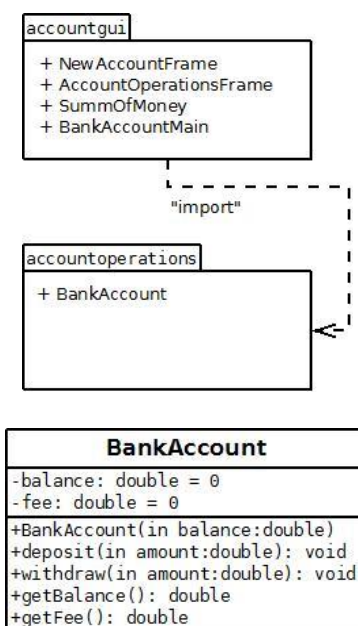 accountgui
+ NewAccountFrame
+ AccountOperationsFrame
+ SummOfMoney
+ BankAccountMain
"import"
accountoperations
+ BankAccount
BankAccount
-balance: double = 0
-fee: double = 0
+BankAccount(in balance:double)
+deposit(in amount:double): void
+withdraw(in amount:double): void
+getBalance(): double
+getFee(): double